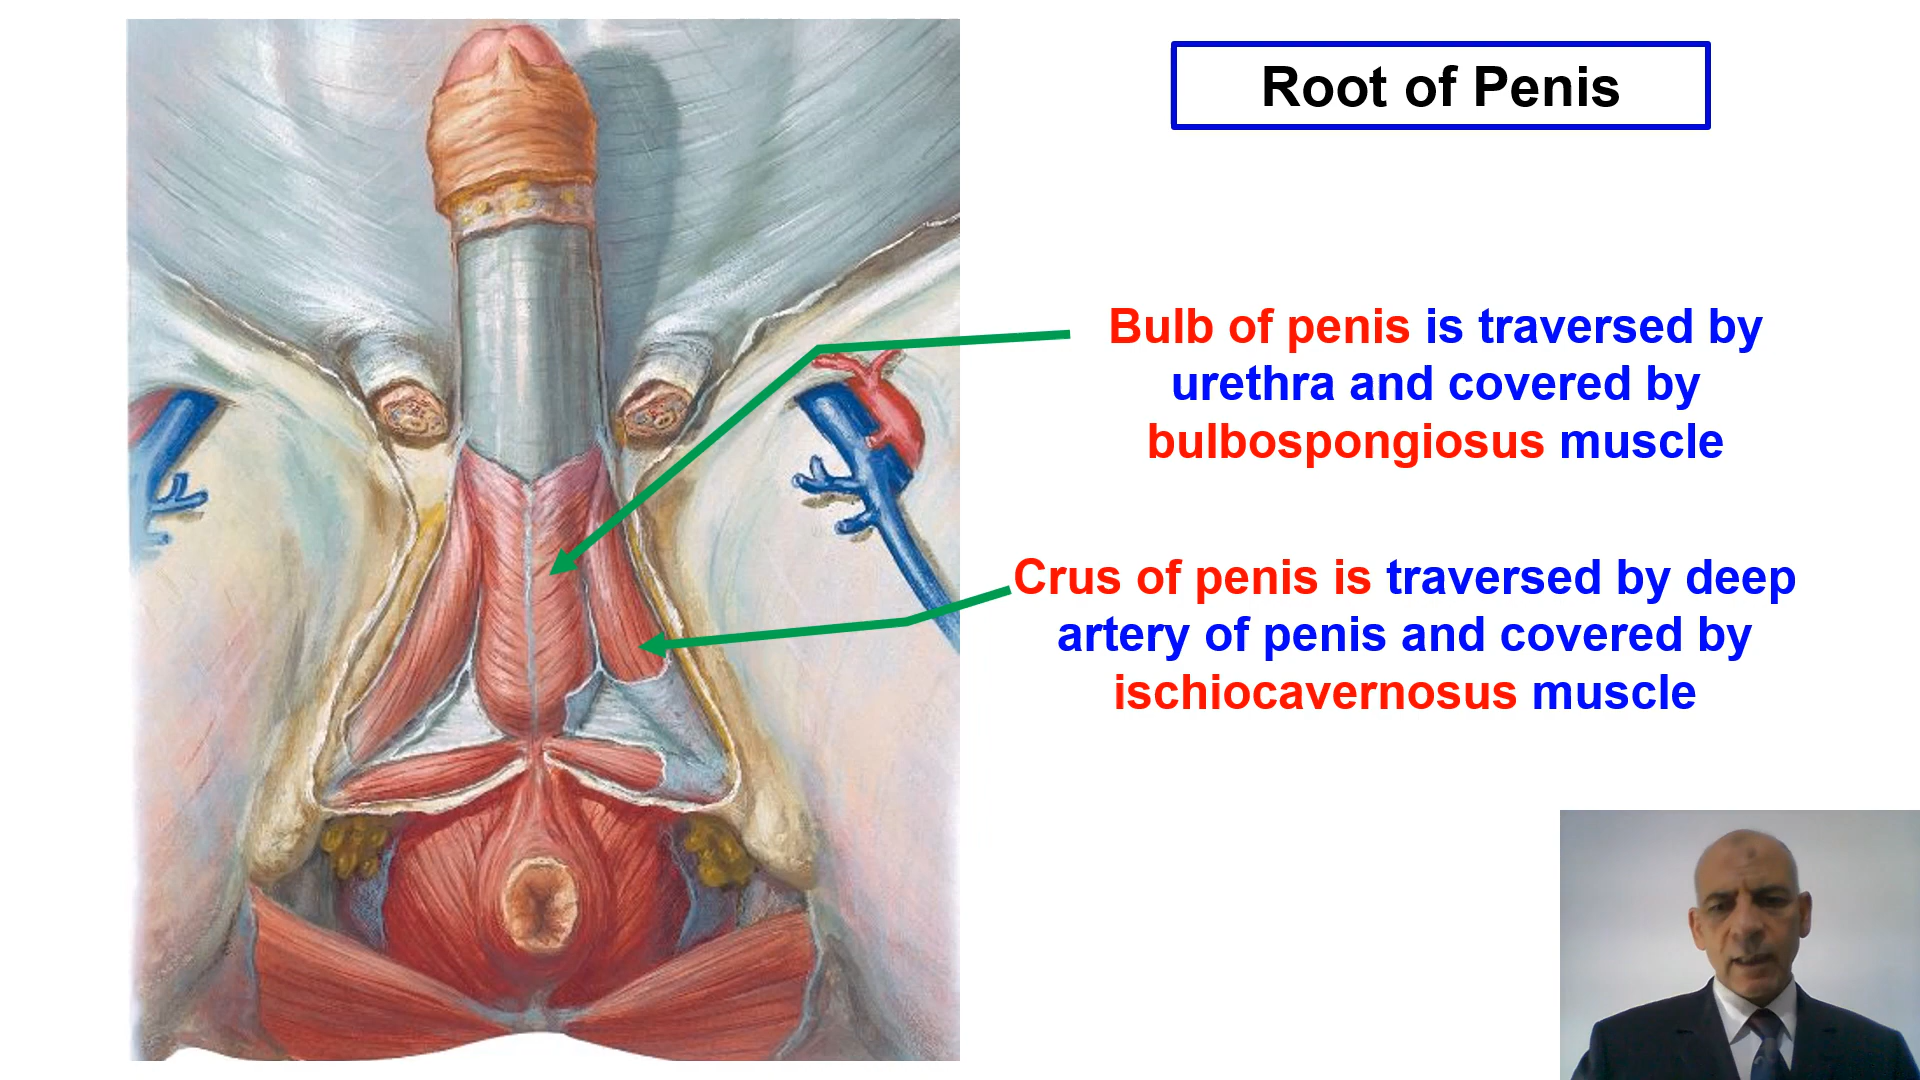 Root of Penis
Bulb of penis is traversed by
urethra and covered by
bulbospongiosus muscle
Crus of penis is traversed by deep
artery of penis and covered by
ischiocavernosus muscle